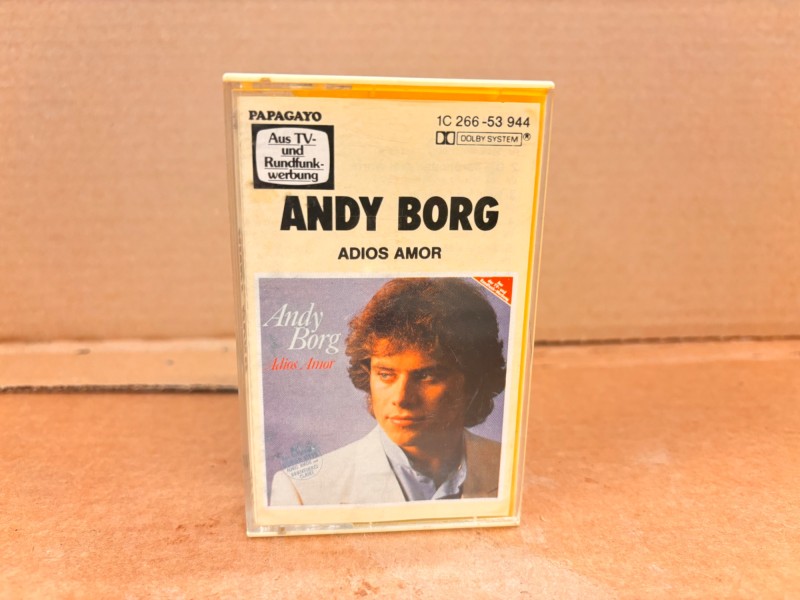 PAPAGAYO
Aus TV-
und
Rundfunk-
werbung
1C 266-53 944
DOLBY SYSTEM ®
ANDY BORG
ADIOS AMOR
Andy
Borg
Adios Amor